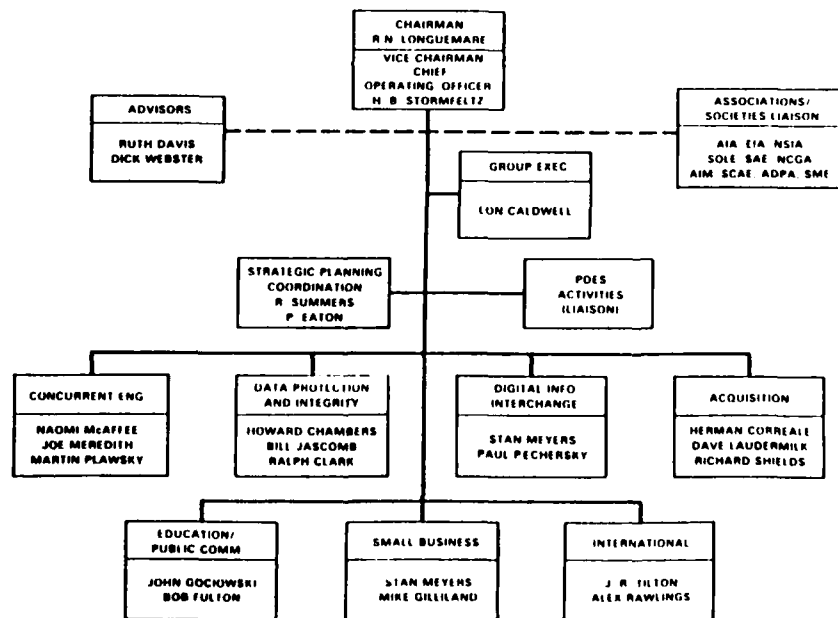 CHAIRMAN
R.N. LONGUEMARE
VICE CHAIRMAN
CHIEF
OPERATING OFFICER
H. B. STORMFELTZ
ADVISORS
RUTH DAVIS
DICK WEBSTER
ASSOCIATIONS/
SOCIETIES LIAISON
AIA, EIA, NSIA
SOLE, SAE, NCGA
AIM, SCAE, ADPA, SME
GROUP EXEC
LON CALDWELL
STRATEGIC PLANNING
COORDINATION
R. SUMMERS
P. EATON
PDES
ACTIVITIES
(LIAISON)
CONCURRENT ENG
NAOMI McAFEE
JOE MEREDITH
MARTIN PLAWSKY
DATA PROTECTION
AND INTEGRITY
HOWARD CHAMBERS
BILL JASCOMB
RALPH CLARK
DIGITAL INFO
INTERCHANGE
STAN MEYERS
PAUL PECHERSKY
ACQUISITION
HERMAN CORREALE
DAVE LAUDERMILK
RICHARD SHIELDS
EDUCATION/
PUBLIC COMM
JOHN GOCIOWSKI
BOB FULTON
SMALL BUSINESS
STAN MEYERS
MIKE GILLILAND
INTERNATIONAL
J. R. TILTON
ALEX RAWLINGS